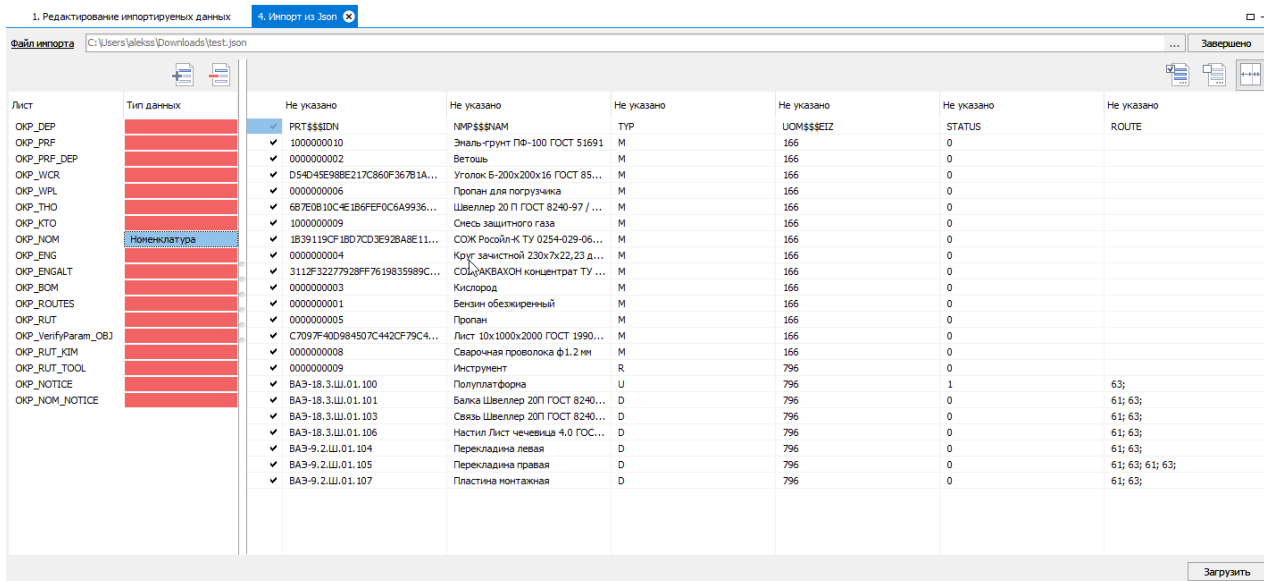 1. Редактирование импортируемых данных 4. Импорт из Json
Файл импорта C:\Users\alekss\Downloads\test.json ... Завершено
Лист Тип данных Не указано Не указано Не указано Не указано Не указано Не указано
OKP_DEP PRT$$$IDN NMP$$$NAM TYP UOM$$$EIZ STATUS ROUTE
OKP_PRF 1000000010 Эмаль-грунт ПФ-100 ГОСТ 51691 M 166 0
OKP_PRF_DEP 0000000002 Ветошь M 166 0
OKP_WCR D54D45E98BE217C860F367B1A... Уголок Б-200x200x16 ГОСТ 85... M 166 0
OKP_WPL 0000000006 Пропан для погрузчика M 166 0
OKP_THO 6B7E0B10C4E1B6FEF0C6A9936... Швеллер 20 П ГОСТ 8240-97 / ... M 166 0
OKP_KTO 1000000009 Смесь защитного газа M 166 0
OKP_NOM Номенклатура 1B39119CF1BD7CD3E92BA8E11... СОЖ Росойл-К ТУ 0254-029-06... M 166 0
OKP_ENG 0000000004 Круг зачистной 230x7x22,23 д... M 166 0
OKP_ENGALT 3112F32277928FF7619835989C... СОЖ АКВАХОН концентрат ТУ ... M 166 0
OKP_BOM 0000000003 Кислород M 166 0
OKP_ROUTES 0000000001 Бензин обезжиренный M 166 0
OKP_RUT 0000000005 Пропан M 166 0
OKP_VerifyParam_OBJ C7097F40D984507C442CF79C4... Лист 10x1000x2000 ГОСТ 1990... M 166 0
OKP_RUT_KIM 0000000008 Сварочная проволока ф1.2 мм M 166 0
OKP_RUT_TOOL 0000000009 Инструмент R 796 0
OKP_NOTICE ВАЭ-18.3.Ш.01.100 Полуплатформа U 796 1 63;
OKP_NOM_NOTICE ВАЭ-18.3.Ш.01.101 Балка Швеллер 20П ГОСТ 8240... D 796 0 61; 63;
ВАЭ-18.3.Ш.01.103 Связь Швеллер 20П ГОСТ 8240... D 796 0 61; 63;
ВАЭ-18.3.Ш.01.106 Настил Лист чечевица 4.0 ГОС... D 796 0 61; 63;
ВАЭ-9.2.Ш.01.104 Перекладина левая D 796 0 61; 63;
ВАЭ-9.2.Ш.01.105 Перекладина правая D 796 0 61; 63; 61; 63;
ВАЭ-9.2.Ш.01.107 Пластина монтажная D 796 0 61; 63;
Загрузить